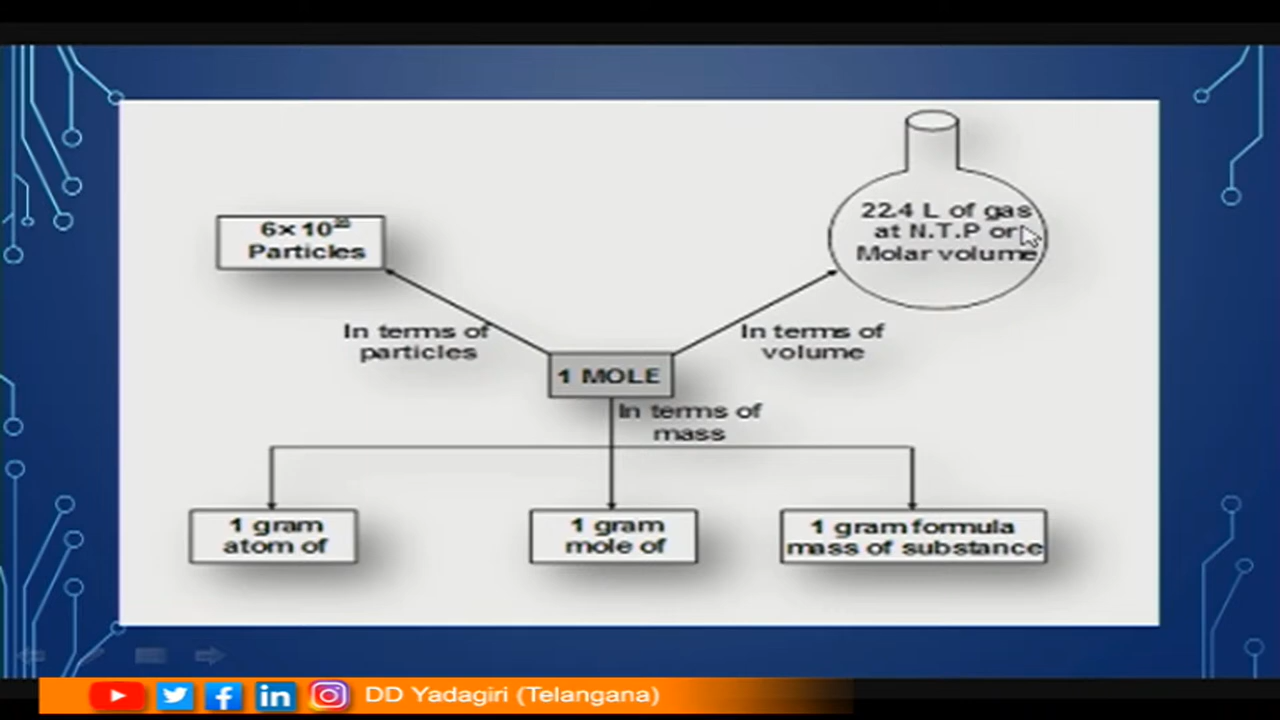 6×10²³
Particles
22.4 L of gas
at N.T.P or
Molar volume
In terms of
particles
In terms of
volume
1 MOLE
In terms of
mass
1 gram
atom of
1 gram
mole of
1 gram formula
mass of substance
DD Yadagiri (Telangana)